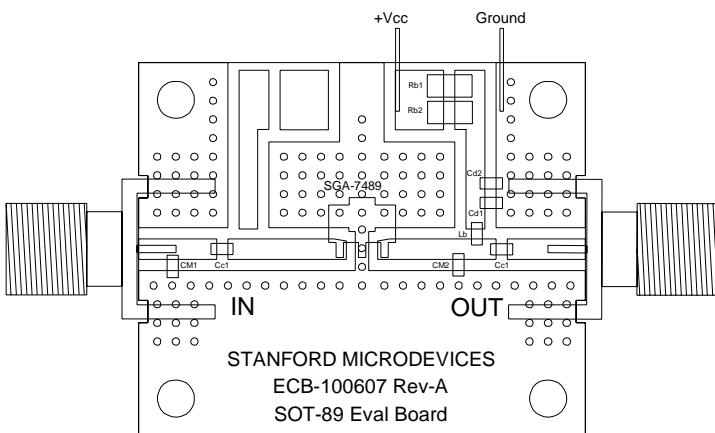 +Vcc Ground
Rb1
Rb2
Cd2
SGA-7489
Cd1
Lb
CM1 Cc1 CM2 Cc1
IN OUT
STANFORD MICRODEVICES
ECB-100607 Rev-A
SOT-89 Eval Board